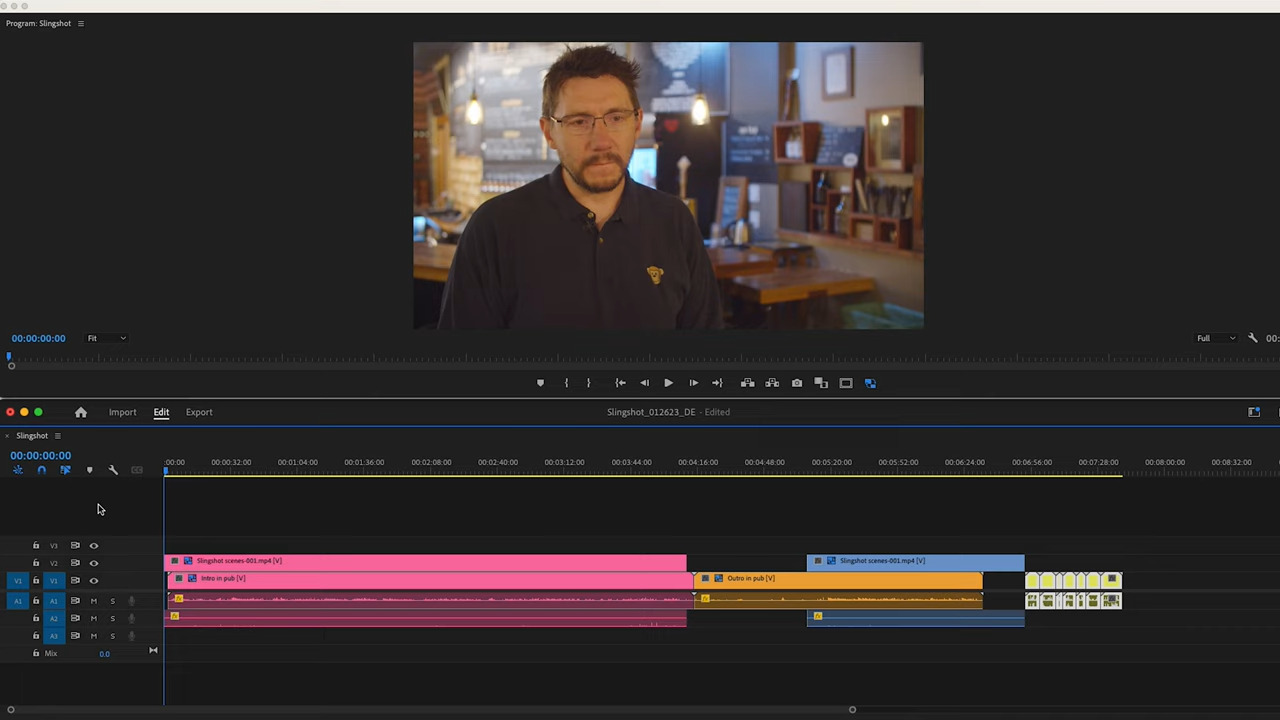 Program: Slingshot
00:00:00:00
Fit
Full
00:
Import Edit Export
Slingshot_012623_DE - Edited
Slingshot
00:00:00:00
:00:00 00:00:32:00 00:01:04:00 00:01:36:00 00:02:08:00 00:02:40:00 00:03:12:00 00:03:44:00 00:04:16:00 00:04:48:00 00:05:20:00 00:05:52:00 00:06:24:00 00:06:56:00 00:07:28:00 00:08:00:00 00:08:32:00
V3
V2 Slingshot scenes-001.mp4 [V] Slingshot scenes-001.mp4 [V]
V1 V1 Intro in pub [V] Outro in pub [V]
A1 A1 M S fx fx
A2 M S fx fx
A3 M S
Mix 0.0